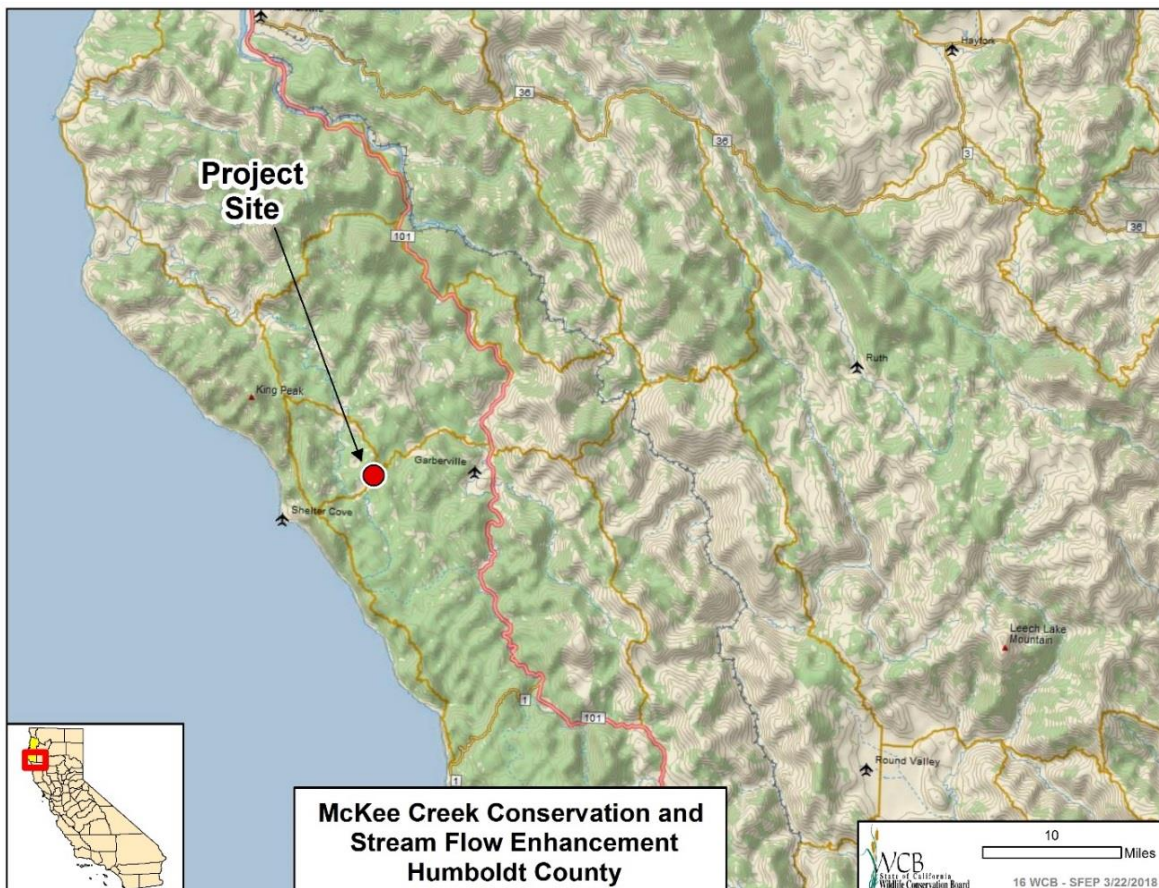 Hayfork
36
36
3
36
Project
Site
101
Ruth
King Peak
Garberville
Shelter Cove
Leech Lake
Mountain
1
101
Round Valley
1
McKee Creek Conservation and
Stream Flow Enhancement
Humboldt County
10
Miles
WCB
State of California
Wildlife Conservation Board
16 WCB - SFEP 3/22/2018